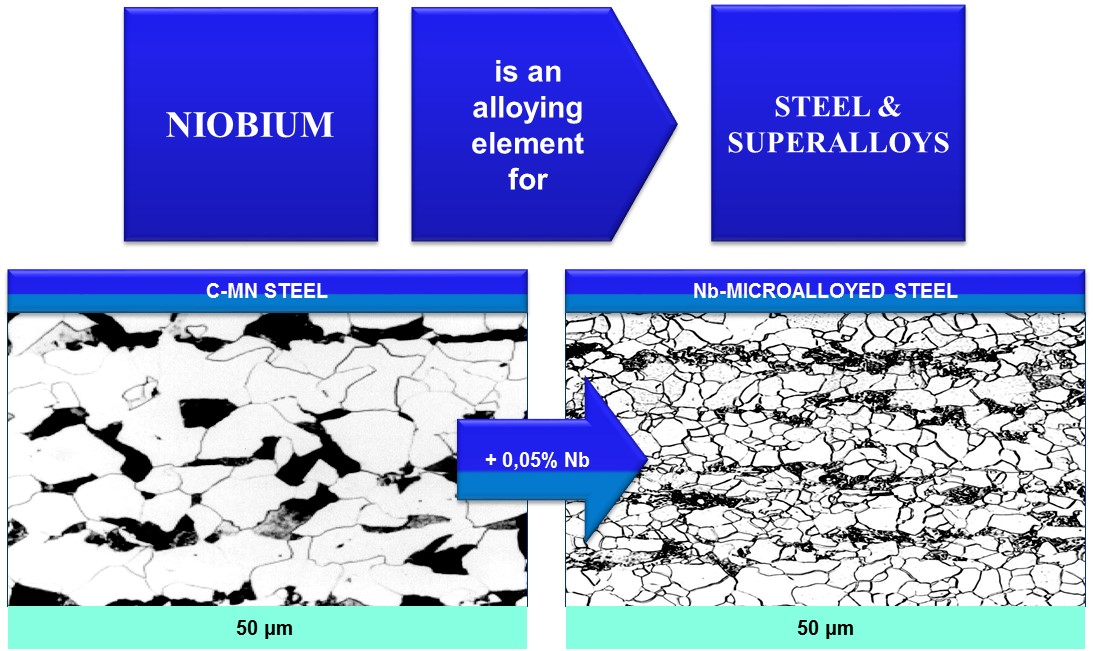 NIOBIUM
is an
alloying
element
for
STEEL &
SUPERALLOYS
C-MN STEEL
Nb-MICROALLOYED STEEL
+ 0,05% Nb
50 µm
50 µm